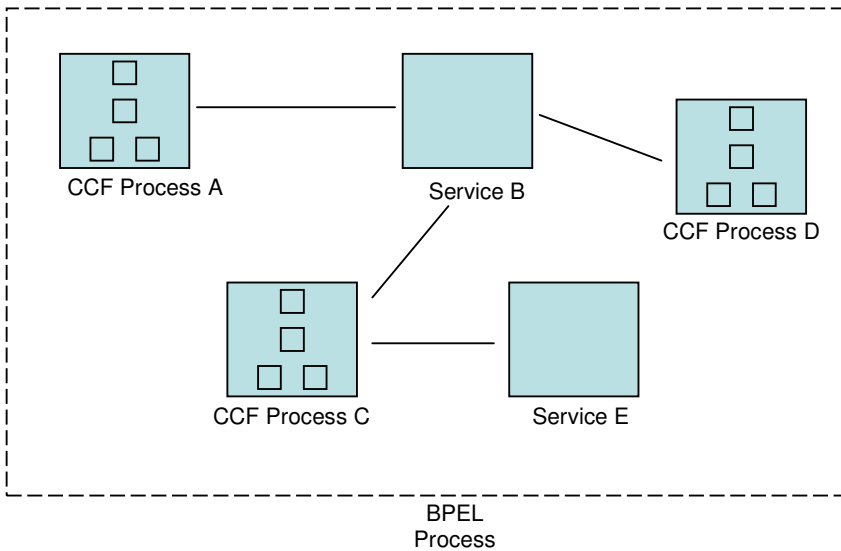 CCF Process A
Service B
CCF Process D
CCF Process C
Service E
BPEL
Process